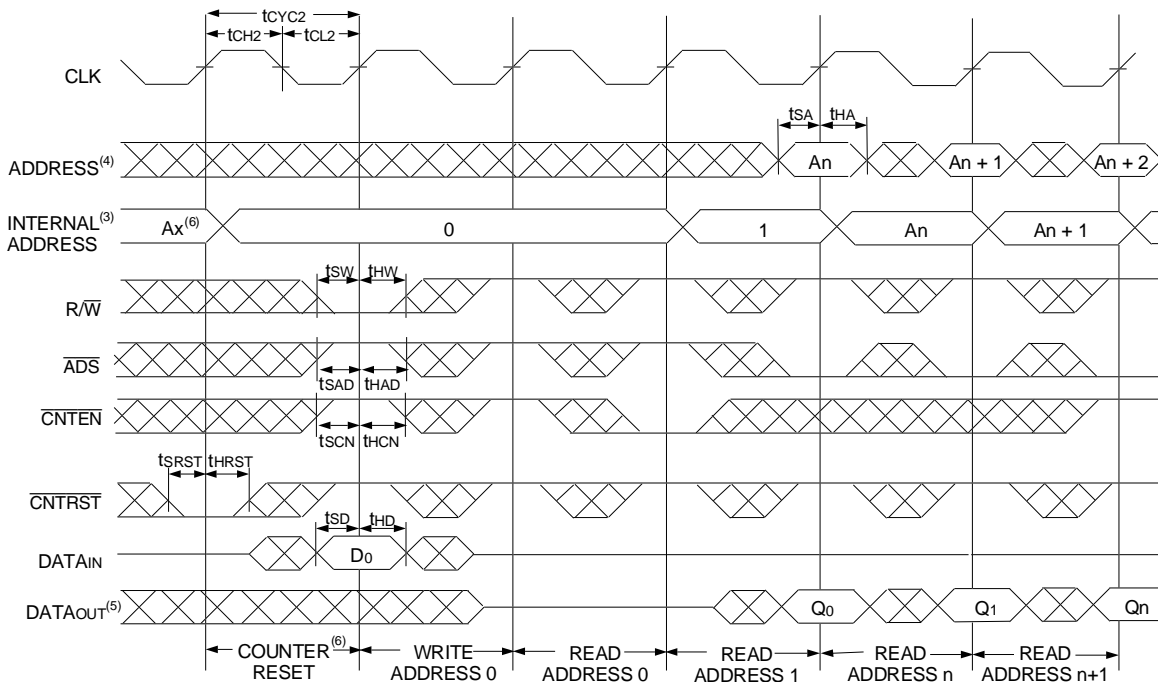 tCYC2
tCH2 tCL2
CLK
tSA tHA
ADDRESS(4) An An + 1 An + 2
INTERNAL(3)
ADDRESS
Ax(6) 0 1 An An + 1
tSW tHW
R/W
ADS
tSAD tHAD
CNTEN
tSCN tHCN
tSRST tHRST
CNTRST
tSD tHD
DATAIN D0
DATAOUT(5) Q0 Q1 Qn
COUNTER(6) WRITE READ READ READ READ
RESET ADDRESS 0 ADDRESS 0 ADDRESS 1 ADDRESS n ADDRESS n+1